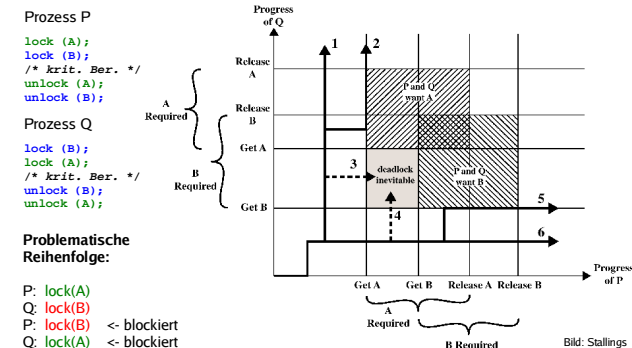 Prozess P
lock (A);
lock (B);
/* krit. Ber. */
unlock (A);
unlock (B);
Prozess Q
lock (B);
lock (A);
/* krit. Ber. */
unlock (B);
unlock (A);
Problematische
Reihenfolge:
P: lock(A)
Q: lock(B)
P: lock(B) <- blockiert
Q: lock(A) <- blockiert
Progress
of Q
1
2
Release
A
P and Q
want A
A
Required
Release
B
Get A
B
Required
3
deadlock
inevitable
P and Q
want B
4
Get B
5
6
Progress
of P
Get A
Get B
Release A
Release B
A
Required
B Required
Bild: Stallings